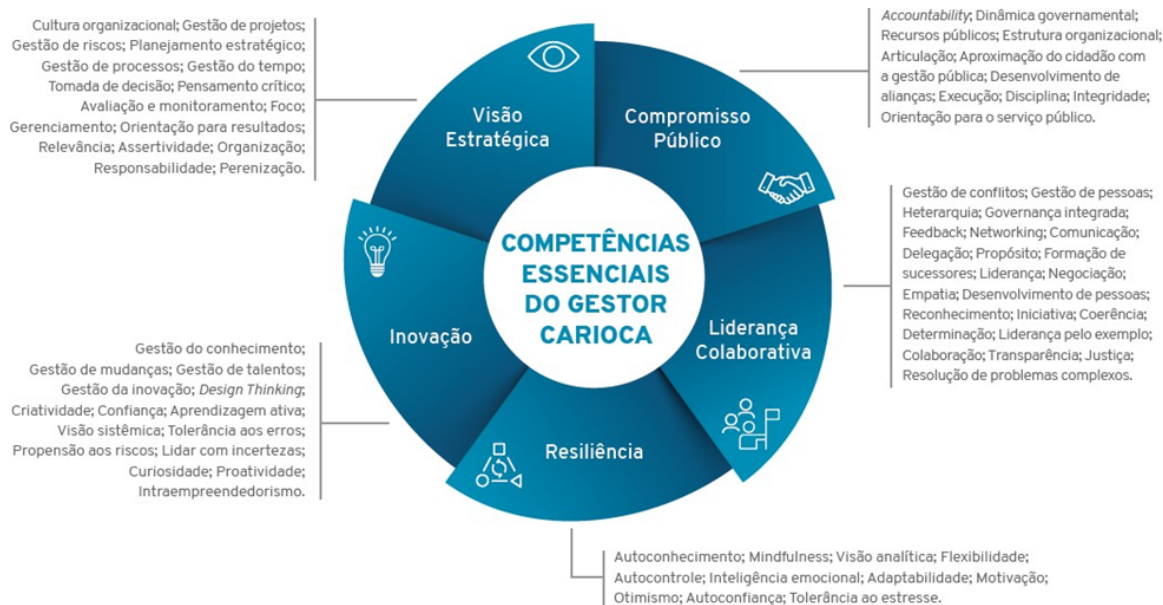 Cultura organizacional; Gestão de projetos;
Gestão de riscos; Planejamento estratégico;
Gestão de processos; Gestão do tempo;
Tomada de decisão; Pensamento crítico;
Avaliação e monitoramento; Foco;
Gerenciamento; Orientação para resultados;
Relevância; Assertividade; Organização;
Responsabilidade; Perenização.
Visão
Estratégica
Compromisso
Público
Accountability; Dinâmica governamental;
Recursos públicos; Estrutura organizacional;
Articulação; Aproximação do cidadão com
a gestão pública; Desenvolvimento de
alianças; Execução; Disciplina; Integridade;
Orientação para o serviço público.
COMPETÊNCIAS
ESSENCIAIS
DO GESTOR
CARIOCA
Gestão de conflitos; Gestão de pessoas;
Heterarquia; Governança integrada;
Feedback; Networking; Comunicação;
Delegação; Propósito; Formação de
sucessores; Liderança; Negociação;
Empatia; Desenvolvimento de pessoas;
Reconhecimento; Iniciativa; Coerência;
Determinação; Liderança pelo exemplo;
Colaboração; Transparência; Justiça;
Resolução de problemas complexos.
Inovação
Liderança
Colaborativa
Gestão do conhecimento;
Gestão de mudanças; Gestão de talentos;
Gestão da inovação; Design Thinking;
Criatividade; Confiança; Aprendizagem ativa;
Visão sistêmica; Tolerância aos erros;
Propensão aos riscos; Lidar com incertezas;
Curiosidade; Proatividade;
Intraempreendedorismo.
Resiliência
Autoconhecimento; Mindfulness; Visão analítica; Flexibilidade;
Autocontrole; Inteligência emocional; Adaptabilidade; Motivação;
Otimismo; Autoconfiança; Tolerância ao estresse.